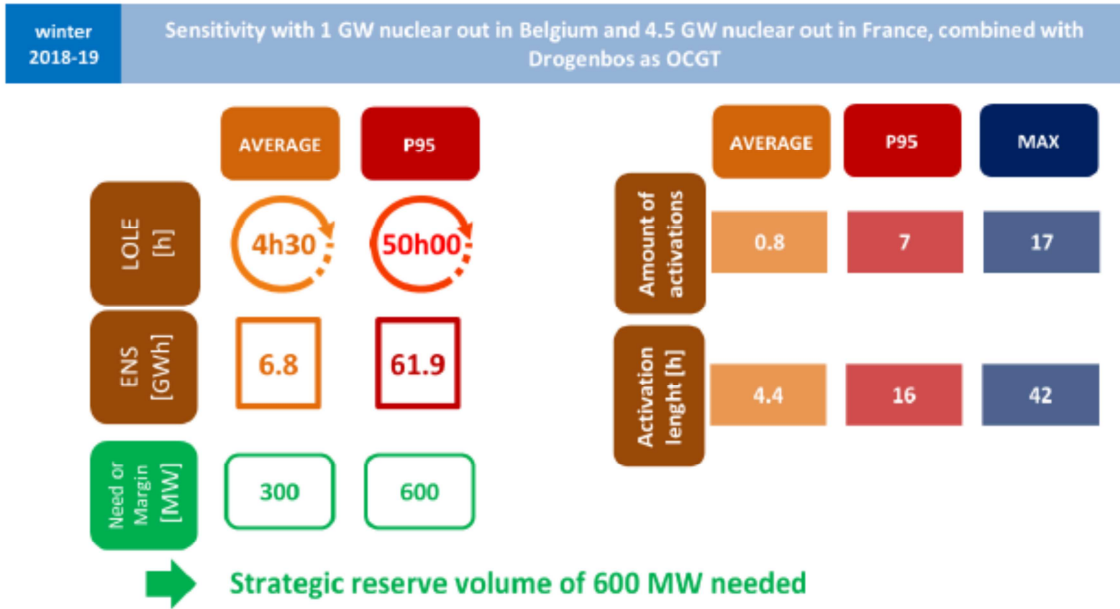 winter
2018-19
Sensitivity with 1 GW nuclear out in Belgium and 4.5 GW nuclear out in France, combined with
Drogenbos as OCGT
AVERAGE
P95
LOLE
[h]
4h30
50h00
ENS
[GWh]
6.8
61.9
Need or
Margin
[MW]
300
600
AVERAGE
P95
MAX
Amount of
activations
0.8
7
17
Activation
lenght [h]
4.4
16
42
Strategic reserve volume of 600 MW needed